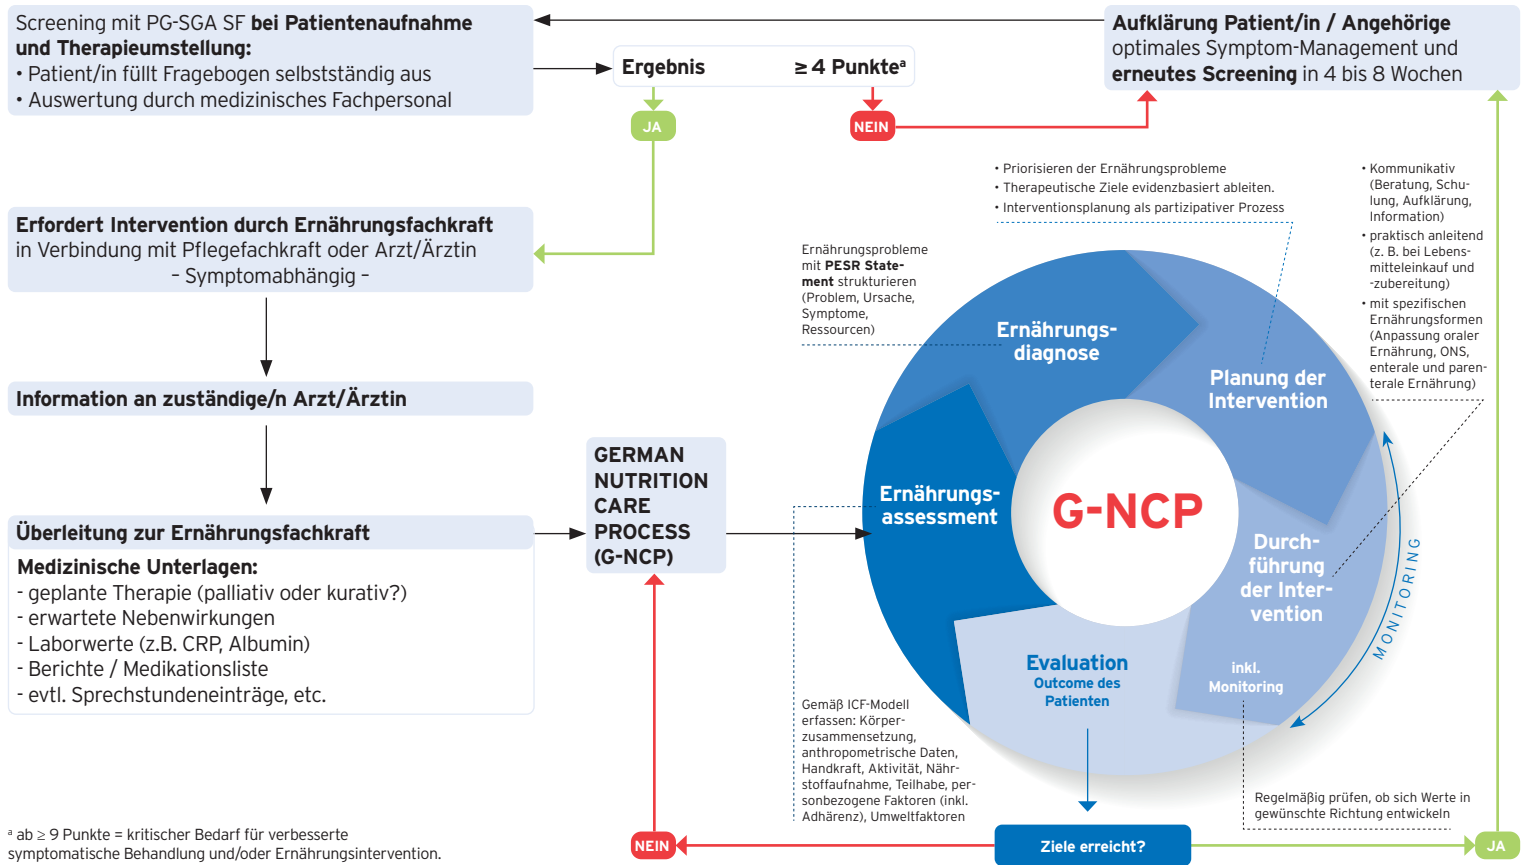 Screening mit PG-SGA SF bei Patientenaufnahme
und Therapieumstellung:
• Patient/in füllt Fragebogen selbstständig aus
• Auswertung durch medizinisches Fachpersonal
Ergebnis ≥ 4 Punkteᵃ
Aufklärung Patient/in / Angehörige
optimales Symptom-Management und
erneutes Screening in 4 bis 8 Wochen
JA
NEIN
Erfordert Intervention durch Ernährungsfachkraft
in Verbindung mit Pflegefachkraft oder Arzt/Ärztin
– Symptomabhängig –
Information an zuständige/n Arzt/Ärztin
Überleitung zur Ernährungsfachkraft
Medizinische Unterlagen:
- geplante Therapie (palliativ oder kurativ?)
- erwartete Nebenwirkungen
- Laborwerte (z.B. CRP, Albumin)
- Berichte / Medikationsliste
- evtl. Sprechstundeneinträge, etc.
GERMAN
NUTRITION
CARE
PROCESS
(G-NCP)
• Priorisieren der Ernährungsprobleme
• Therapeutische Ziele evidenzbasiert ableiten.
• Interventionsplanung als partizipativer Prozess
• Kommunikativ
(Beratung, Schu-
lung, Aufklärung,
Information)
• praktisch anleitend
(z. B. bei Lebens-
mitteleinkauf und
-zubereitung)
• mit spezifischen
Ernährungsformen
(Anpassung oraler
Ernährung, ONS,
enterale und paren-
terale Ernährung)
Ernährungsprobleme
mit PESR State-
ment strukturieren
(Problem, Ursache,
Symptome,
Ressourcen)
Ernährungs-
diagnose
Planung der
Intervention
Ernährungs-
assessment
G-NCP
Durch-
führung
der Inter-
vention
inkl.
Monitoring
MONITORING
Evaluation
Outcome des
Patienten
Gemäß ICF-Modell
erfassen: Körper-
zusammensetzung,
anthropometrische Daten,
Handkraft, Aktivität, Nähr-
stoffaufnahme, Teilhabe, per-
sonbezogene Faktoren (inkl.
Adhärenz), Umweltfaktoren
Regelmäßig prüfen, ob sich Werte in
gewünschte Richtung entwickeln
NEIN
Ziele erreicht?
JA
ᵃ ab ≥ 9 Punkte = kritischer Bedarf für verbesserte
symptomatische Behandlung und/oder Ernährungsintervention.